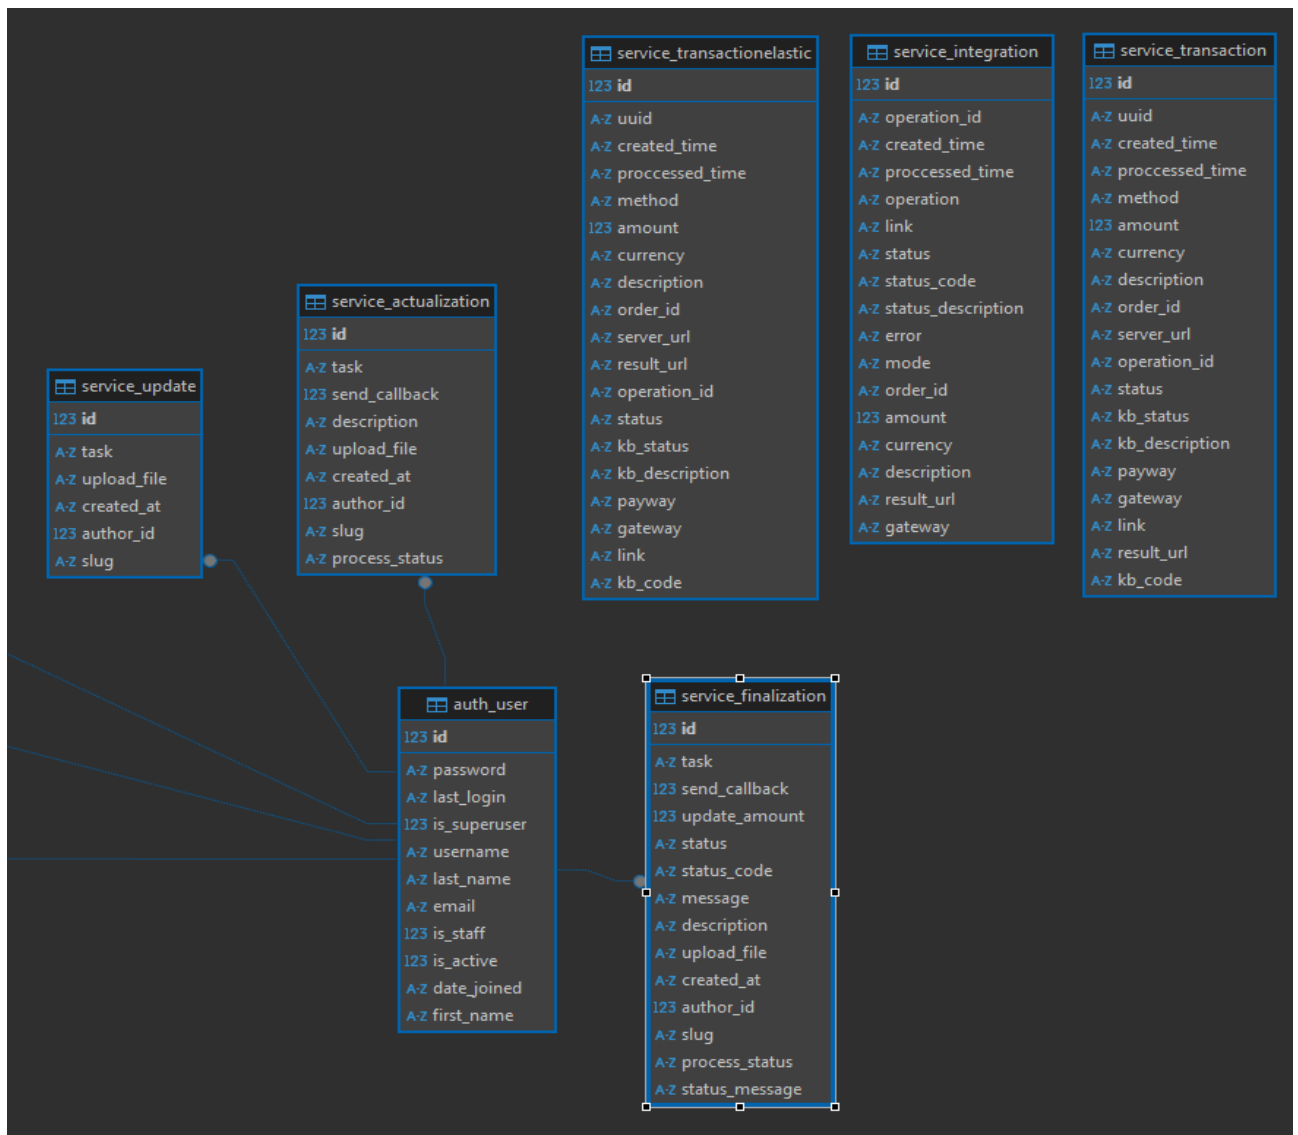 service_transactionelastic
123 id
A-Z uuid
A-Z created_time
A-Z proccessed_time
A-Z method
123 amount
A-Z currency
A-Z description
A-Z order_id
A-Z server_url
A-Z result_url
A-Z operation_id
A-Z status
A-Z kb_status
A-Z kb_description
A-Z payway
A-Z gateway
A-Z link
A-Z kb_code
service_integration
123 id
A-Z operation_id
A-Z created_time
A-Z proccessed_time
A-Z operation
A-Z link
A-Z status
A-Z status_code
A-Z status_description
A-Z error
A-Z mode
A-Z order_id
123 amount
A-Z currency
A-Z description
A-Z result_url
A-Z gateway
service_transaction
123 id
A-Z uuid
A-Z created_time
A-Z proccessed_time
A-Z method
123 amount
A-Z currency
A-Z description
A-Z order_id
A-Z server_url
A-Z operation_id
A-Z status
A-Z kb_status
A-Z kb_description
A-Z payway
A-Z gateway
A-Z link
A-Z result_url
A-Z kb_code
service_actualization
123 id
A-Z task
123 send_callback
A-Z description
A-Z upload_file
A-Z created_at
123 author_id
A-Z slug
A-Z process_status
service_update
123 id
A-Z task
A-Z upload_file
A-Z created_at
123 author_id
A-Z slug
auth_user
123 id
A-Z password
A-Z last_login
123 is_superuser
A-Z username
A-Z last_name
A-Z email
123 is_staff
123 is_active
A-Z date_joined
A-Z first_name
service_finalization
123 id
A-Z task
123 send_callback
123 update_amount
A-Z status
A-Z status_code
A-Z message
A-Z description
A-Z upload_file
A-Z created_at
123 author_id
A-Z slug
A-Z process_status
A-Z status_message